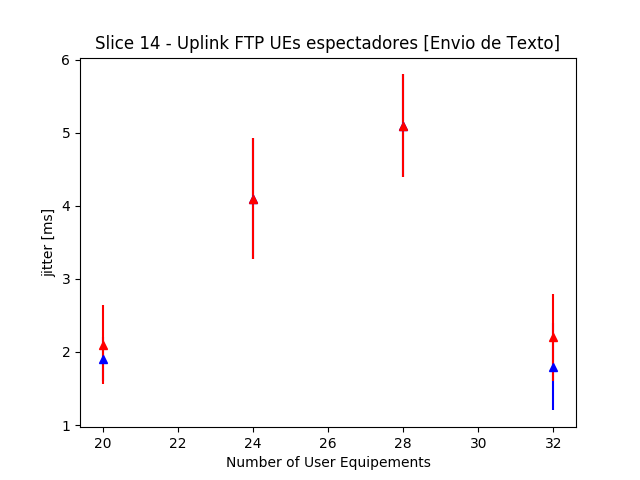 Slice 14 - Uplink FTP UEs espectadores [Envio de Texto]
6
5
4
3
2
1
jitter [ms]
20 22 24 26 28 30 32
Number of User Equipements